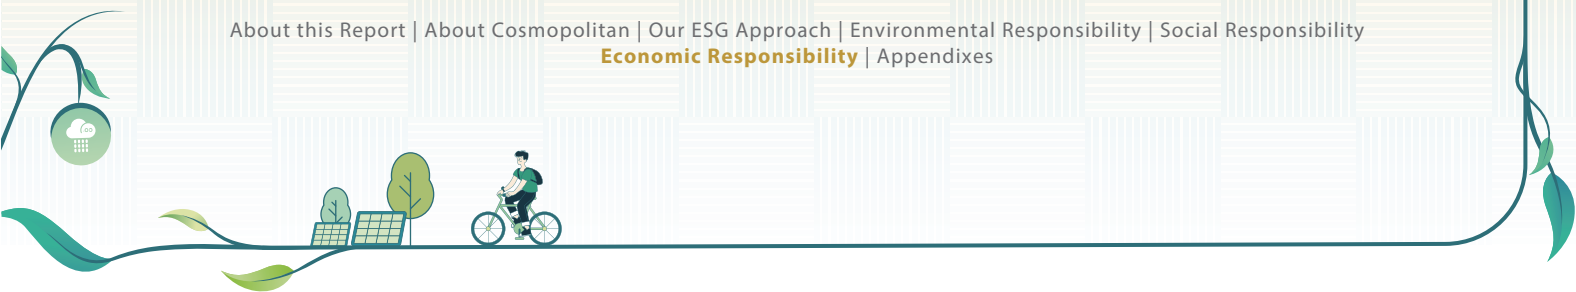 About this Report | About Cosmopolitan | Our ESG Approach | Environmental Responsibility | Social Responsibility
Economic Responsibility | Appendixes